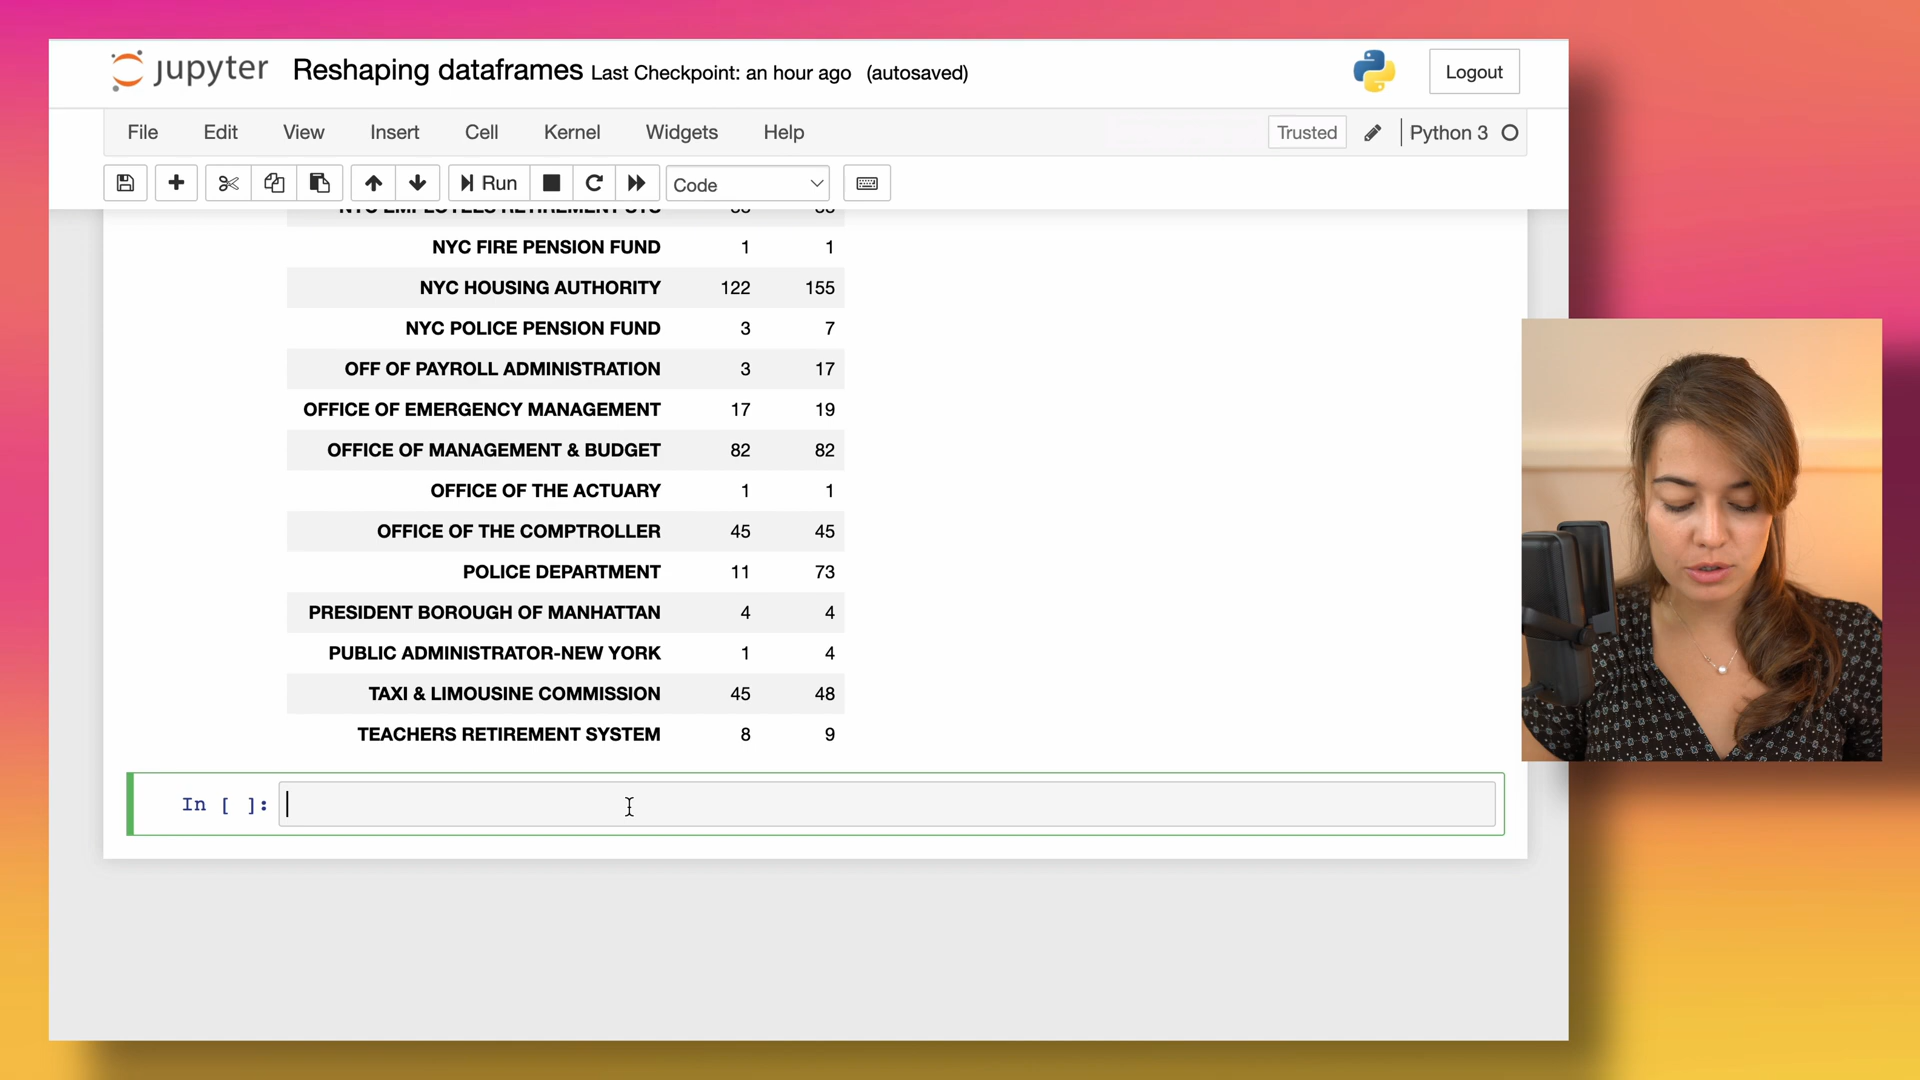 jupyter Reshaping dataframes Last Checkpoint: an hour ago (autosaved) Logout
File Edit View Insert Cell Kernel Widgets Help Trusted Python 3
Run Code
NYC EMPLOYEES RETIREMENT SYS
NYC FIRE PENSION FUND 1 1
NYC HOUSING AUTHORITY 122 155
NYC POLICE PENSION FUND 3 7
OFF OF PAYROLL ADMINISTRATION 3 17
OFFICE OF EMERGENCY MANAGEMENT 17 19
OFFICE OF MANAGEMENT & BUDGET 82 82
OFFICE OF THE ACTUARY 1 1
OFFICE OF THE COMPTROLLER 45 45
POLICE DEPARTMENT 11 73
PRESIDENT BOROUGH OF MANHATTAN 4 4
PUBLIC ADMINISTRATOR-NEW YORK 1 4
TAXI & LIMOUSINE COMMISSION 45 48
TEACHERS RETIREMENT SYSTEM 8 9
In [ ]: